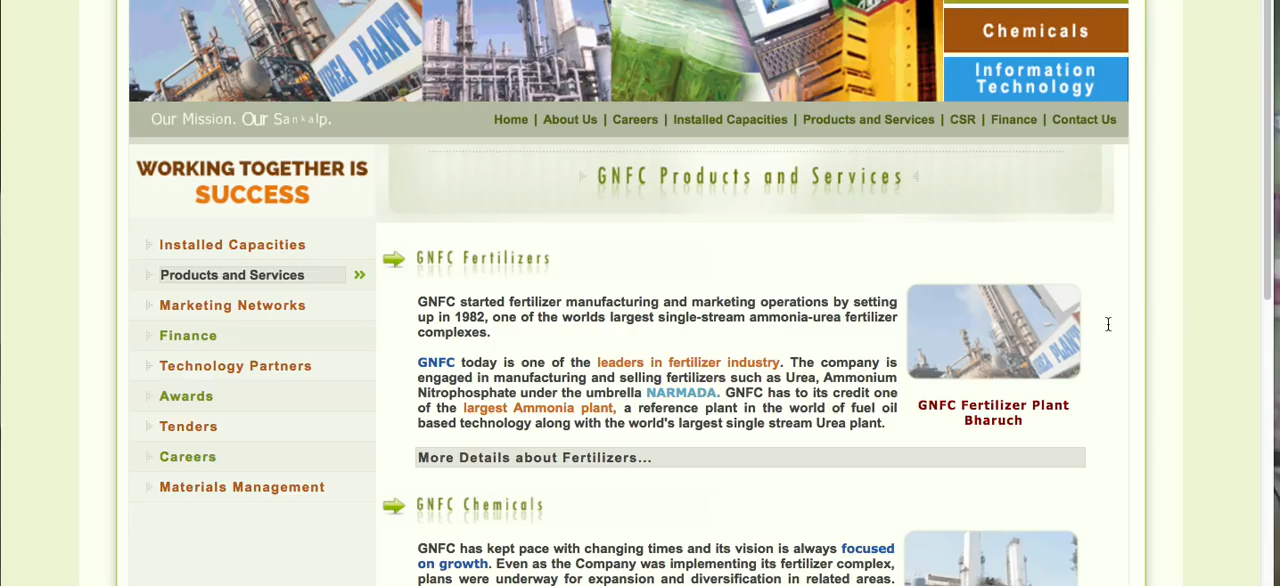 UREA PLANT
Chemicals
Information
Technology
Our Mission. Our Sankalp.
Home | About Us | Careers | Installed Capacities | Products and Services | CSR | Finance | Contact Us
WORKING TOGETHER IS
SUCCESS
GNFC Products and Services
Installed Capacities
Products and Services
Marketing Networks
Finance
Technology Partners
Awards
Tenders
Careers
Materials Management
GNFC Fertilizers
GNFC started fertilizer manufacturing and marketing operations by setting
up in 1982, one of the worlds largest single-stream ammonia-urea fertilizer
complexes.
GNFC today is one of the leaders in fertilizer industry. The company is
engaged in manufacturing and selling fertilizers such as Urea, Ammonium
Nitrophosphate under the umbrella NARMADA. GNFC has to its credit one
of the largest Ammonia plant, a reference plant in the world of fuel oil
based technology along with the world's largest single stream Urea plant.
UREA PLANT
GNFC Fertilizer Plant
Bharuch
More Details about Fertilizers...
GNFC Chemicals
GNFC has kept pace with changing times and its vision is always focused
on growth. Even as the Company was implementing its fertilizer complex,
plans were underway for expansion and diversification in related areas.